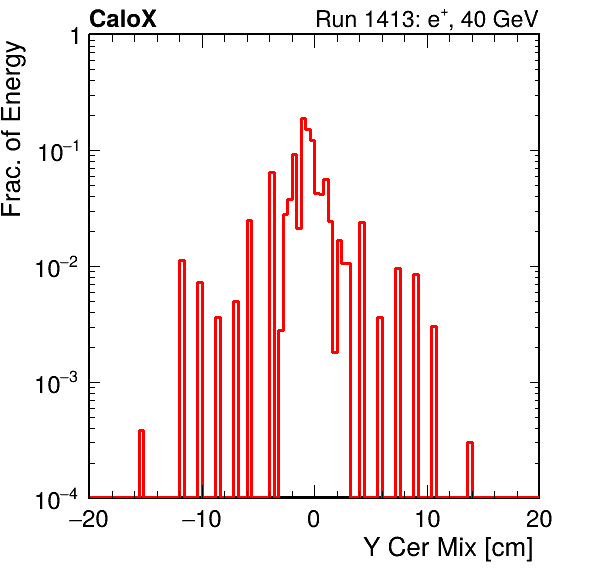 CaloX
Run 1413: e⁺, 40 GeV
Frac. of Energy
1
10⁻¹
10⁻²
10⁻³
10⁻⁴
−20
−10
0
10
20
Y Cer Mix [cm]